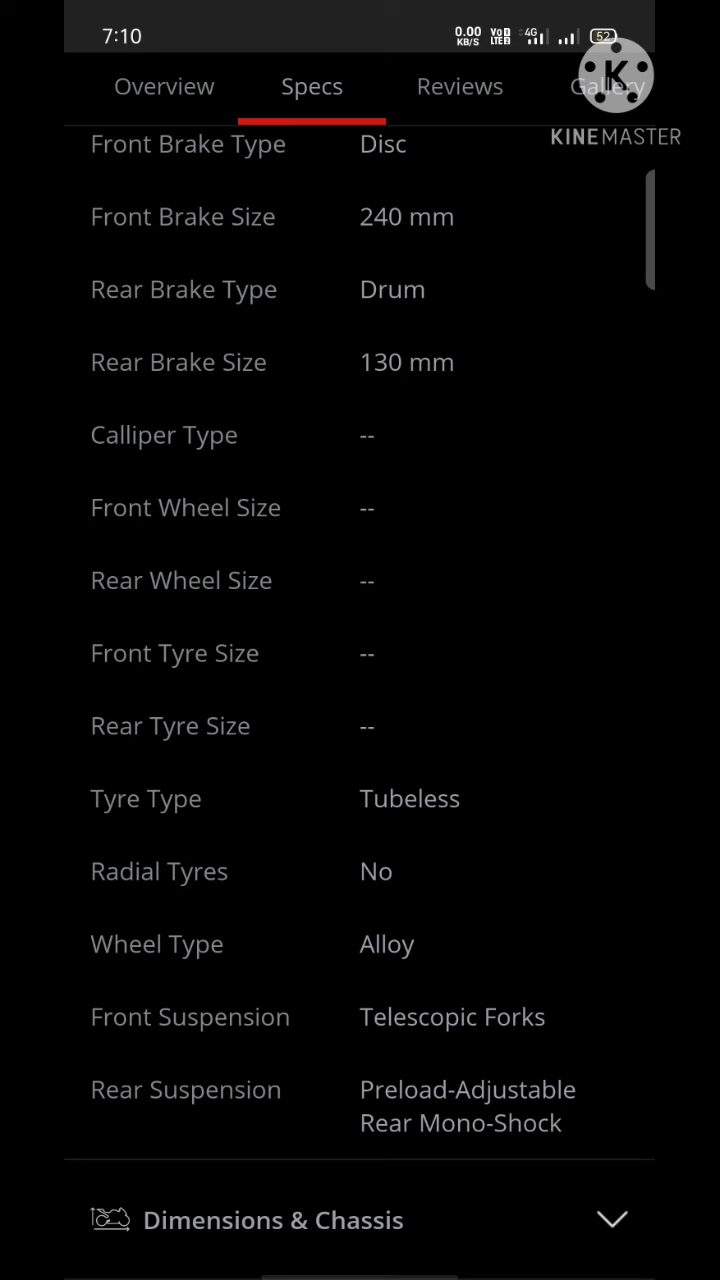 7:10 0.00 KB/S VoD LTE2 4G 52
Overview Specs Reviews Gallery
KINEMASTER
Front Brake Type Disc
Front Brake Size 240 mm
Rear Brake Type Drum
Rear Brake Size 130 mm
Calliper Type --
Front Wheel Size --
Rear Wheel Size --
Front Tyre Size --
Rear Tyre Size --
Tyre Type Tubeless
Radial Tyres No
Wheel Type Alloy
Front Suspension Telescopic Forks
Rear Suspension Preload-Adjustable
Rear Mono-Shock
Dimensions & Chassis